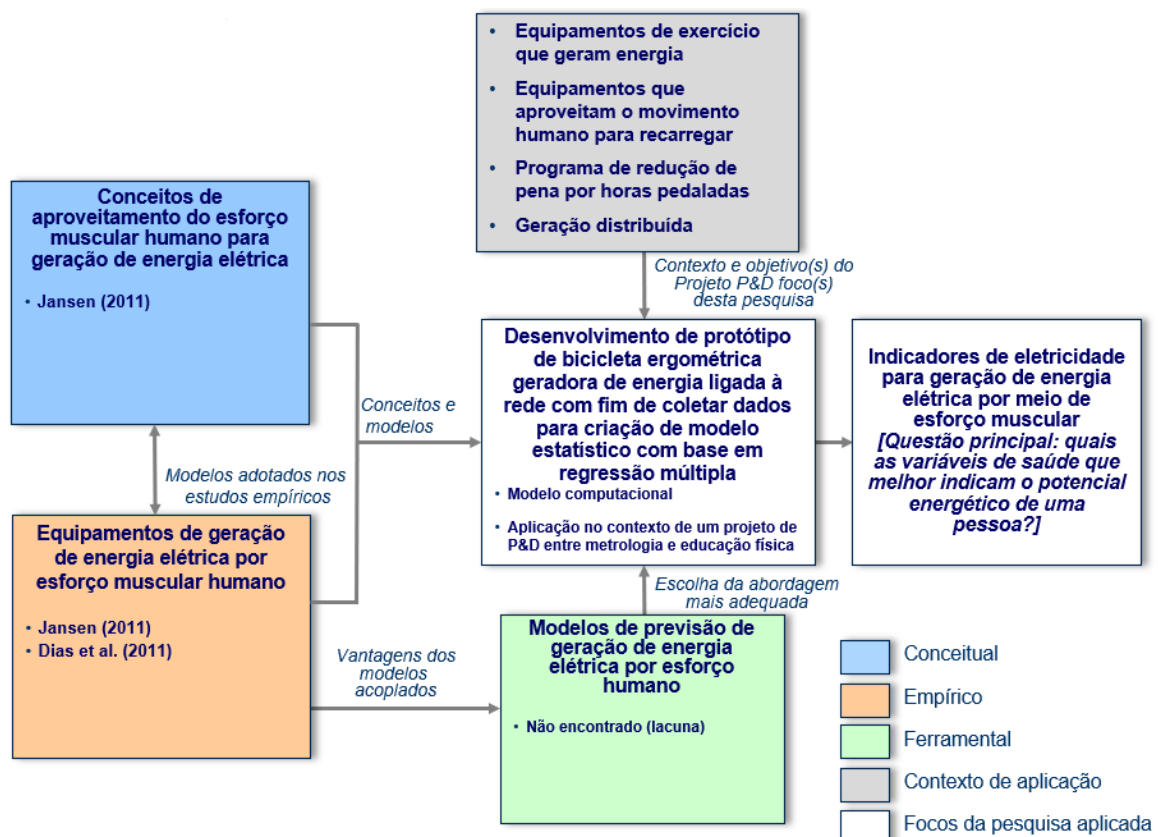 • Equipamentos de exercício
que geram energia
• Equipamentos que
aproveitam o movimento
humano para recarregar
• Programa de redução de
pena por horas pedaladas
• Geração distribuída
Conceitos de
aproveitamento do esforço
muscular humano para
geração de energia elétrica
• Jansen (2011)
Contexto e objetivo(s) do
Projeto P&D foco(s)
desta pesquisa
Conceitos e
modelos
Desenvolvimento de protótipo
de bicicleta ergométrica
geradora de energia ligada à
rede com fim de coletar dados
para criação de modelo
estatístico com base em
regressão múltipla
• Modelo computacional
• Aplicação no contexto de um projeto de
P&D entre metrologia e educação física
Indicadores de eletricidade
para geração de energia
elétrica por meio de
esforço muscular
[Questão principal: quais
as variáveis de saúde que
melhor indicam o potencial
energético de uma
pessoa?]
Modelos adotados nos
estudos empíricos
Equipamentos de geração
de energia elétrica por
esforço muscular humano
• Jansen (2011)
• Dias et al. (2011)
Vantagens dos
modelos
acoplados
Escolha da abordagem
mais adequada
Modelos de previsão de
geração de energia
elétrica por esforço
humano
• Não encontrado (lacuna)
Conceitual
Empírico
Ferramental
Contexto de aplicação
Focos da pesquisa aplicada